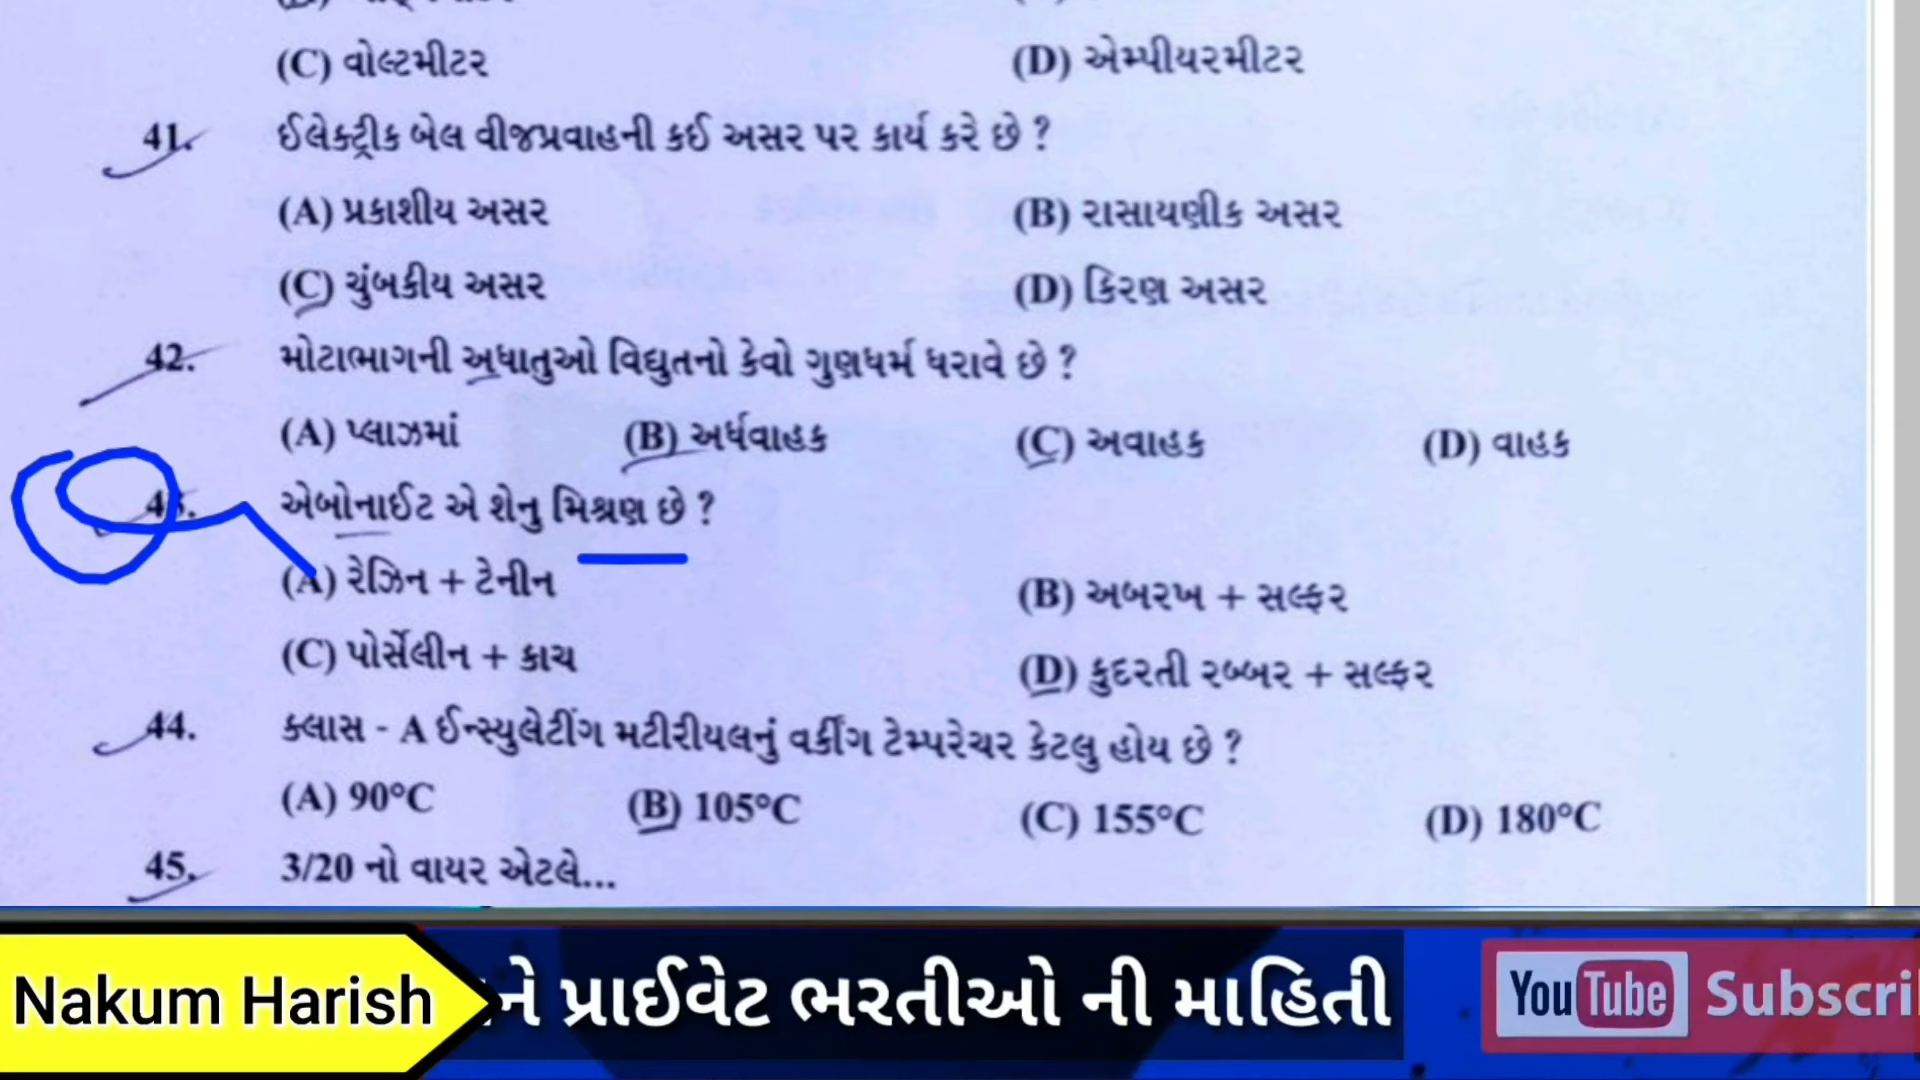 (C) વોલ્ટમીટર (D) એમ્પીયરમીટર
41. ઈલેક્ટ્રીક બેલ વીજપ્રવાહની કઈ અસર પર કાર્ય કરે છે ?
(A) પ્રકાશીય અસર (B) રાસાયણીક અસર
(C) ચુંબકીય અસર (D) કિરણ અસર
42. મોટાભાગની અધાતુઓ વિદ્યુતનો કેવો ગુણધર્મ ધરાવે છે ?
(A) પ્લાઝમાં (B) અર્ધવાહક (C) અવાહક (D) વાહક
43. એબોનાઈટ એ શેનુ મિશ્રણ છે ?
(A) રેઝિન + ટેનીન (B) અબરખ + સલ્ફર
(C) પોર્સેલીન + કાચ (D) કુદરતી રબ્બર + સલ્ફર
44. ક્લાસ - A ઈન્સ્યુલેટીંગ મટીરીયલનું વર્કીંગ ટેમ્પરેચર કેટલુ હોય છે ?
(A) 90°C (B) 105°C (C) 155°C (D) 180°C
45. 3/20 નો વાયર એટલે...
Nakum Harish ને પ્રાઈવેટ ભરતીઓ ની માહિતી YouTube Subscri